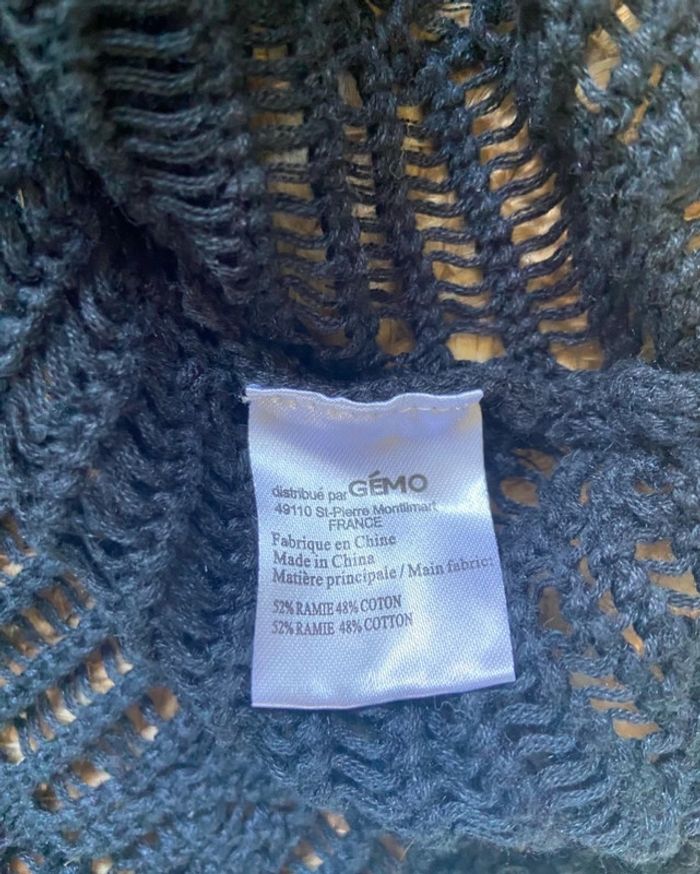 distribué par GÉMO
49110 St-Pierre Montlimart
FRANCE
Fabrique en Chine
Made in China
Matière principale / Main fabric:
52% RAMIE 48% COTON
52% RAMIE 48% COTTON